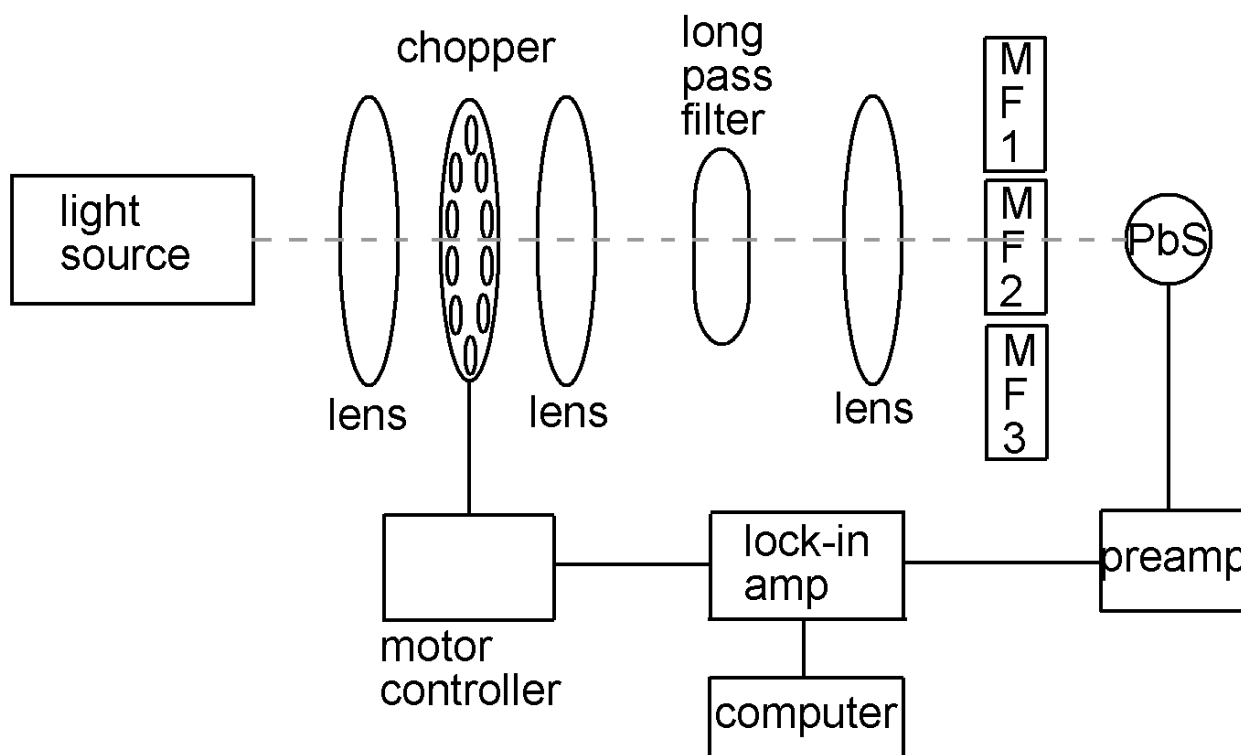 chopper
long
pass
filter
M
F
1
light
source
M
F
2
PbS
M
F
3
lens
lens
lens
lock-in
amp
preamp
motor
controller
computer